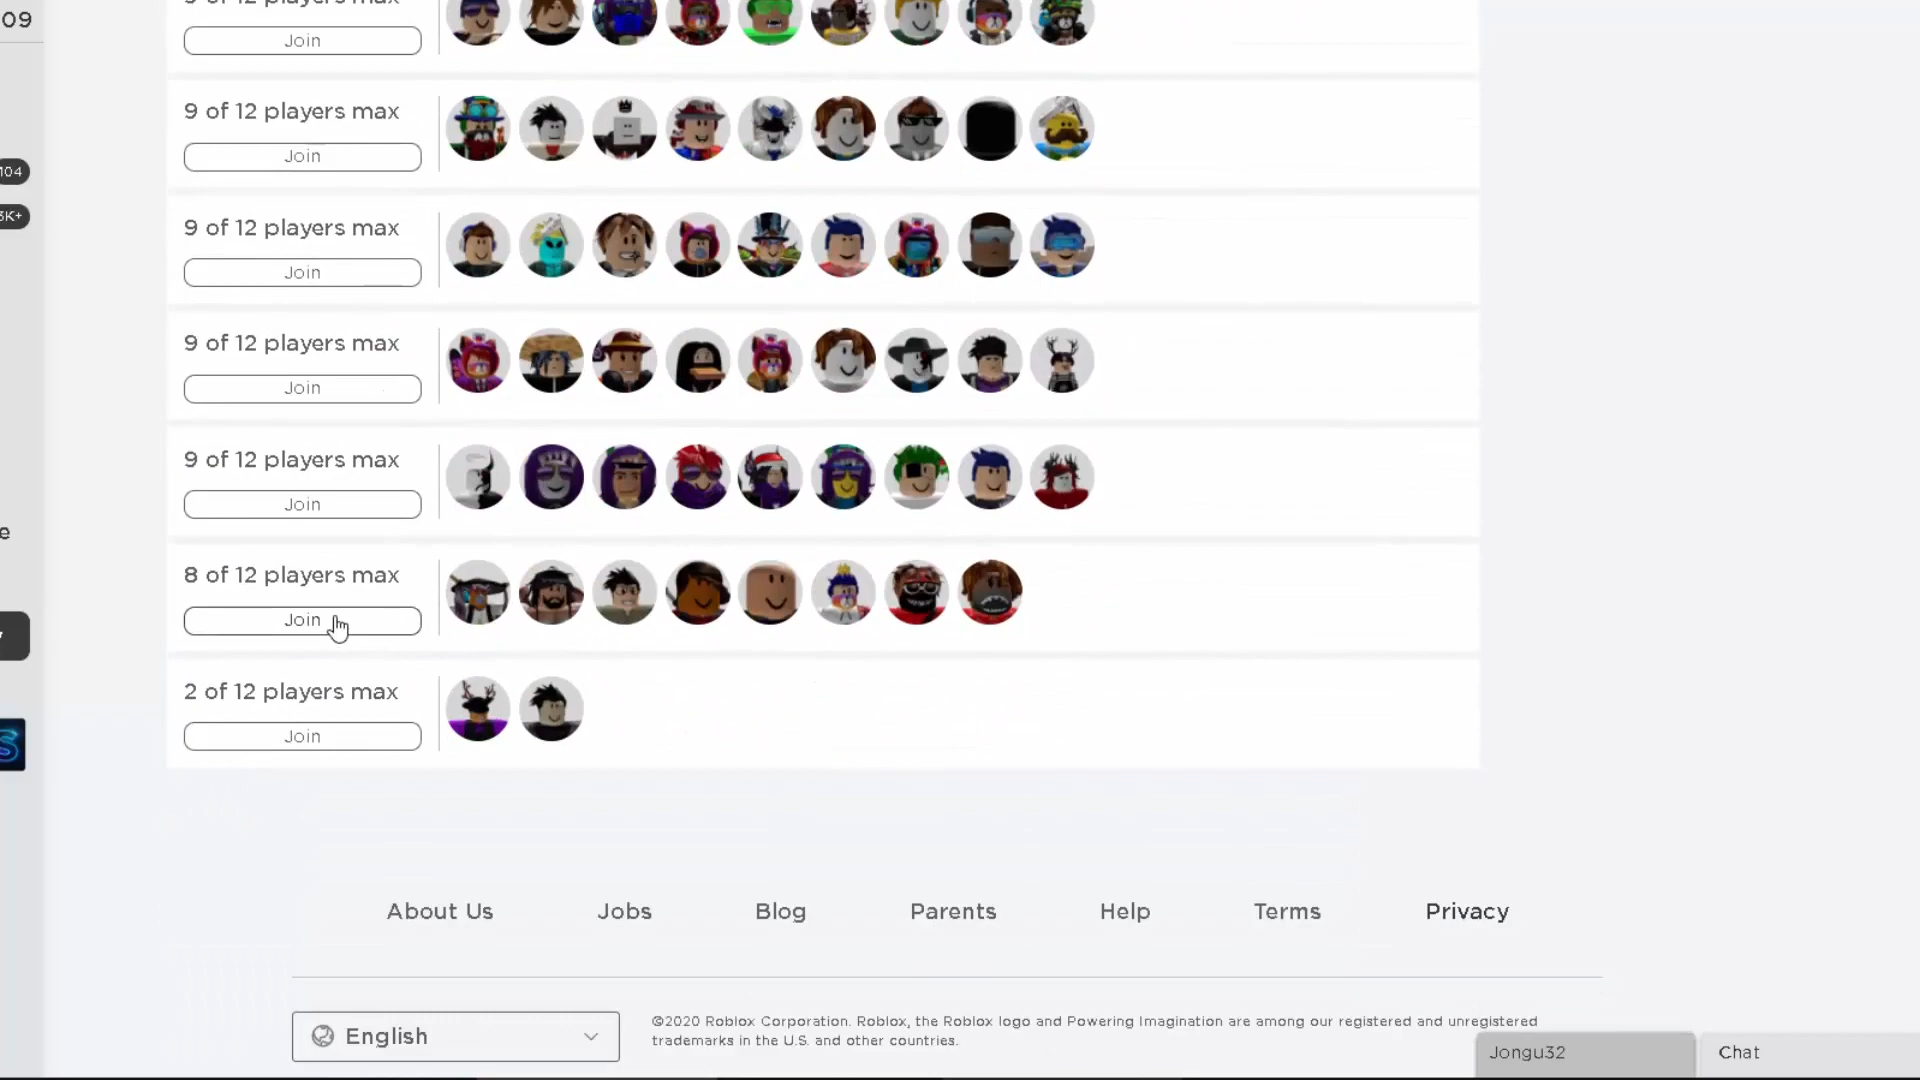 09
Join
9 of 12 players max
Join
104
3K+
9 of 12 players max
Join
9 of 12 players max
Join
9 of 12 players max
Join
e
8 of 12 players max
Join
2 of 12 players max
Join
About Us
Jobs
Blog
Parents
Help
Terms
Privacy
English
©2020 Roblox Corporation. Roblox, the Roblox logo and Powering Imagination are among our registered and unregistered
trademarks in the U.S. and other countries.
Jongu32
Chat